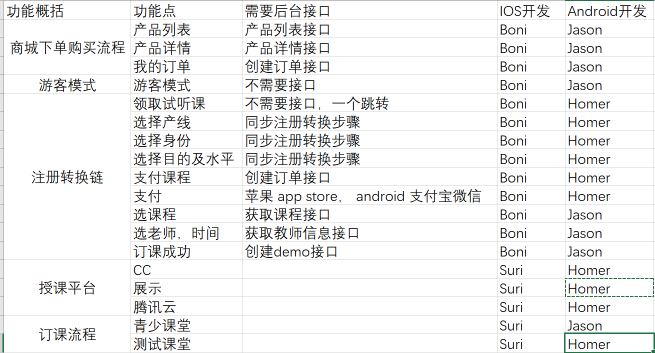 功能概括 功能点 需要后台接口 IOS开发 Android开发
产品列表 产品列表接口 Boni Jason
商城下单购买流程 产品详情 产品详情接口 Boni Jason
我的订单 创建订单接口 Boni Jason
游客模式 游客模式 不需要接口 Boni Jason
领取试听课 不需要接口，一个跳转 Boni Homer
选择产线 同步注册转换步骤 Boni Homer
选择身份 同步注册转换步骤 Boni Homer
选择目的及水平 同步注册转换步骤 Boni Homer
注册转换链 支付课程 创建订单接口 Boni Homer
支付 苹果 app store， android 支付宝微信 Boni Homer
选课程 获取课程接口 Boni Jason
选老师、时间 获取教师信息接口 Boni Jason
订课成功 创建demo接口 Boni Jason
CC Suri Homer
授课平台 展示 Suri Homer
腾讯云 Suri Homer
订课流程 青少课堂 Suri Jason
测试课堂 Suri Homer